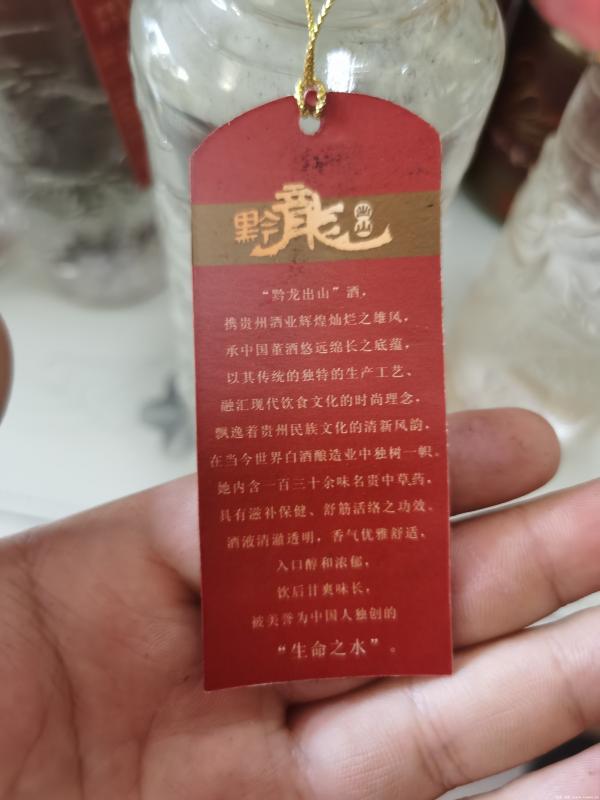 黔龙出山
“黔龙出山”酒，
携贵州酒业辉煌灿烂之雄风，
承中国董酒悠远绵长之底蕴，
以其传统的独特的生产工艺、
融汇现代饮食文化的时尚理念，
飘逸着贵州民族文化的清新风韵，
在当今世界白酒酿造业中独树一帜。
她内含一百三十余味名贵中草药，
具有滋补保健、舒筋活络之功效。
酒液清澈透明，香气优雅舒适，
入口醇和浓郁，
饮后甘爽味长，
被美誉为中国人独创的
“生命之水”。